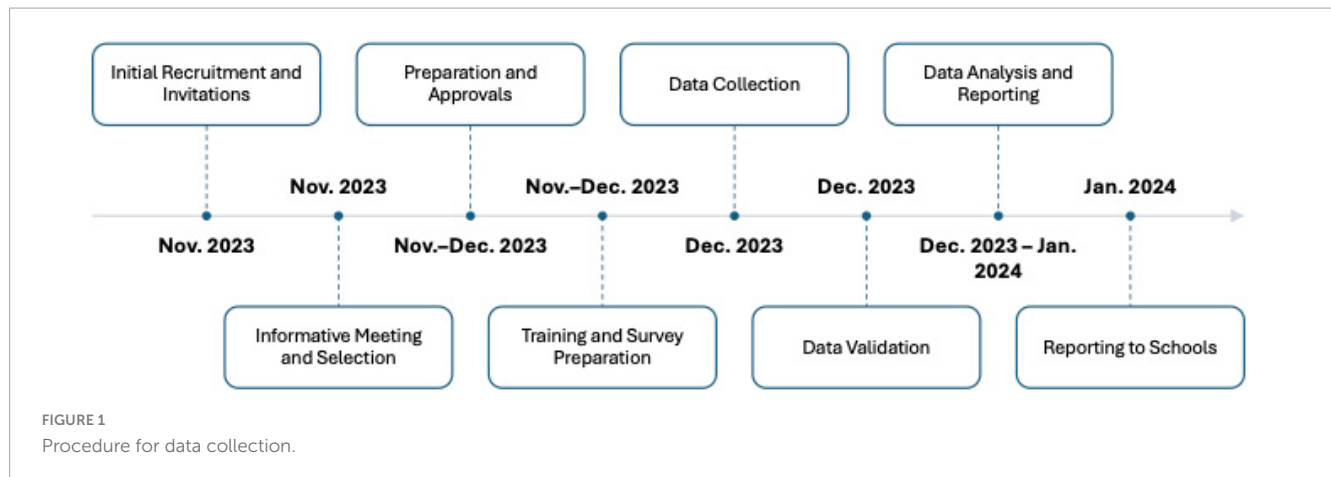 Initial Recruitment and
Invitations
Preparation and
Approvals
Data Collection
Data Analysis and
Reporting
Nov. 2023
Nov.–Dec. 2023
Dec. 2023
Jan. 2024
Nov. 2023
Nov.–Dec. 2023
Dec. 2023
Dec. 2023 – Jan.
2024
Informative Meeting
and Selection
Training and Survey
Preparation
Data Validation
Reporting to Schools
FIGURE 1
Procedure for data collection.